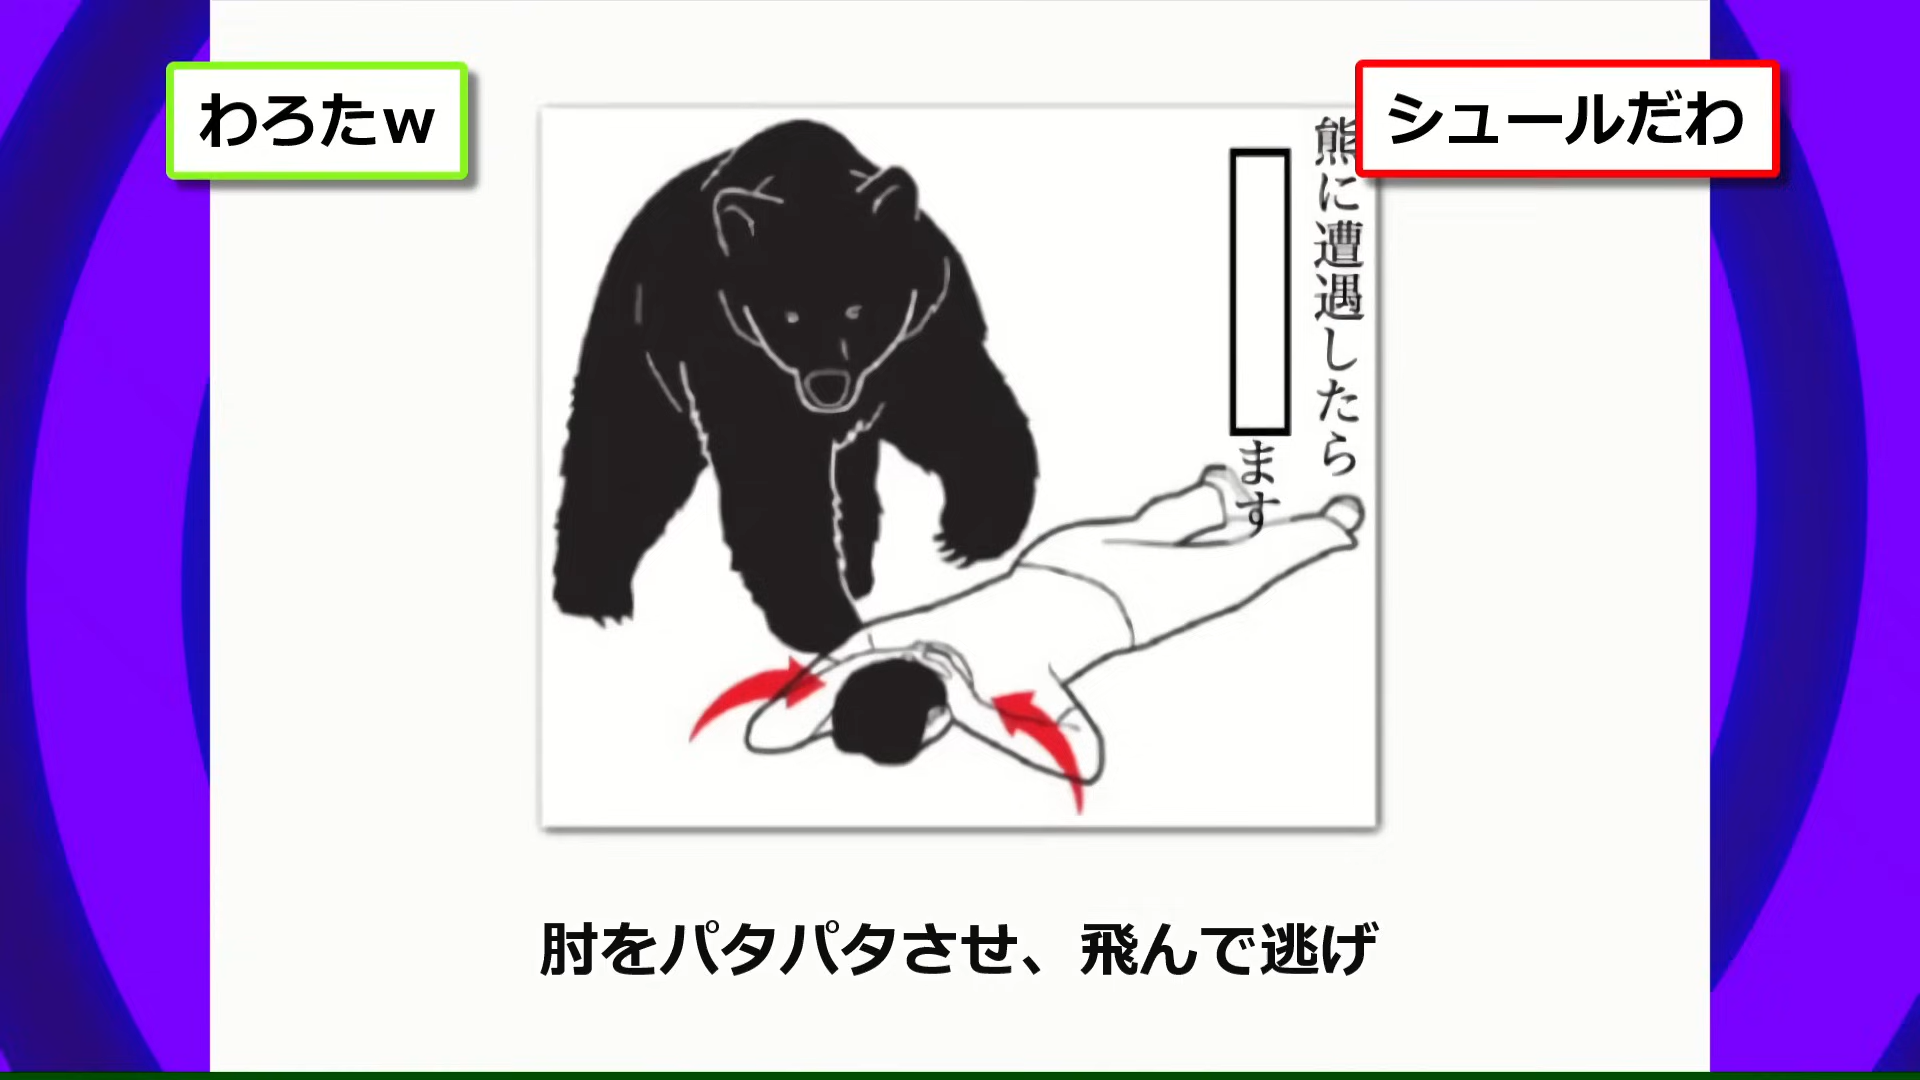 わろたw
シュールだわ
熊に遭遇したら
ます
肘をパタパタさせ、飛んで逃げ